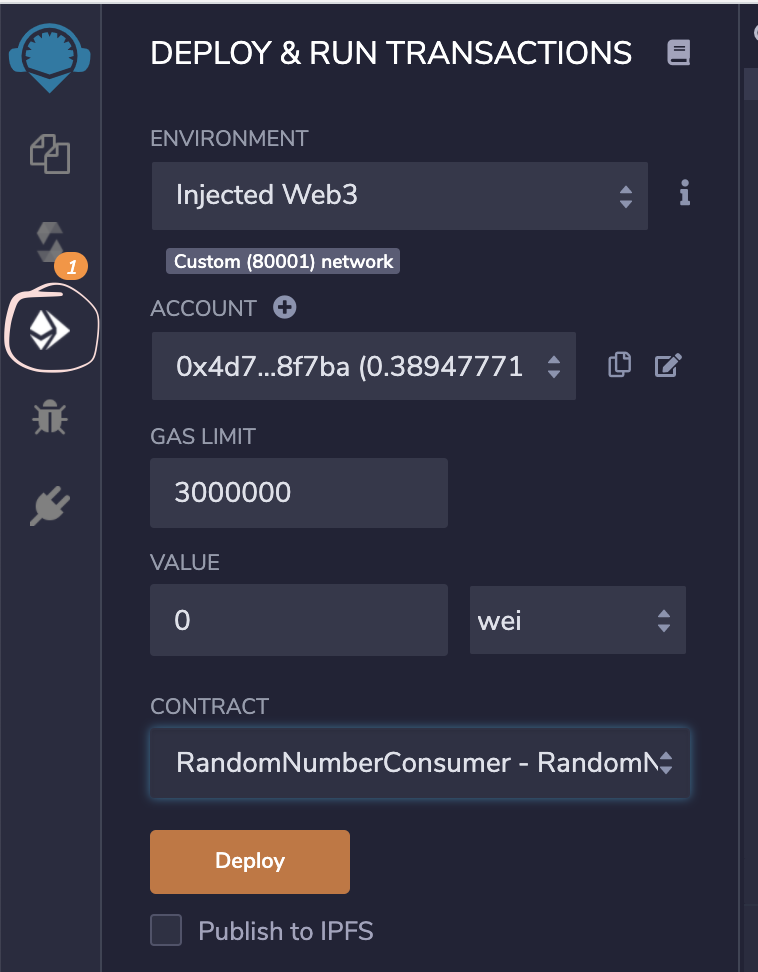 DEPLOY & RUN TRANSACTIONS
ENVIRONMENT
Injected Web3
Custom (80001) network
1
ACCOUNT
0x4d7...8f7ba (0.38947771
GAS LIMIT
3000000
VALUE
0
wei
CONTRACT
RandomNumberConsumer - RandomN
Deploy
Publish to IPFS